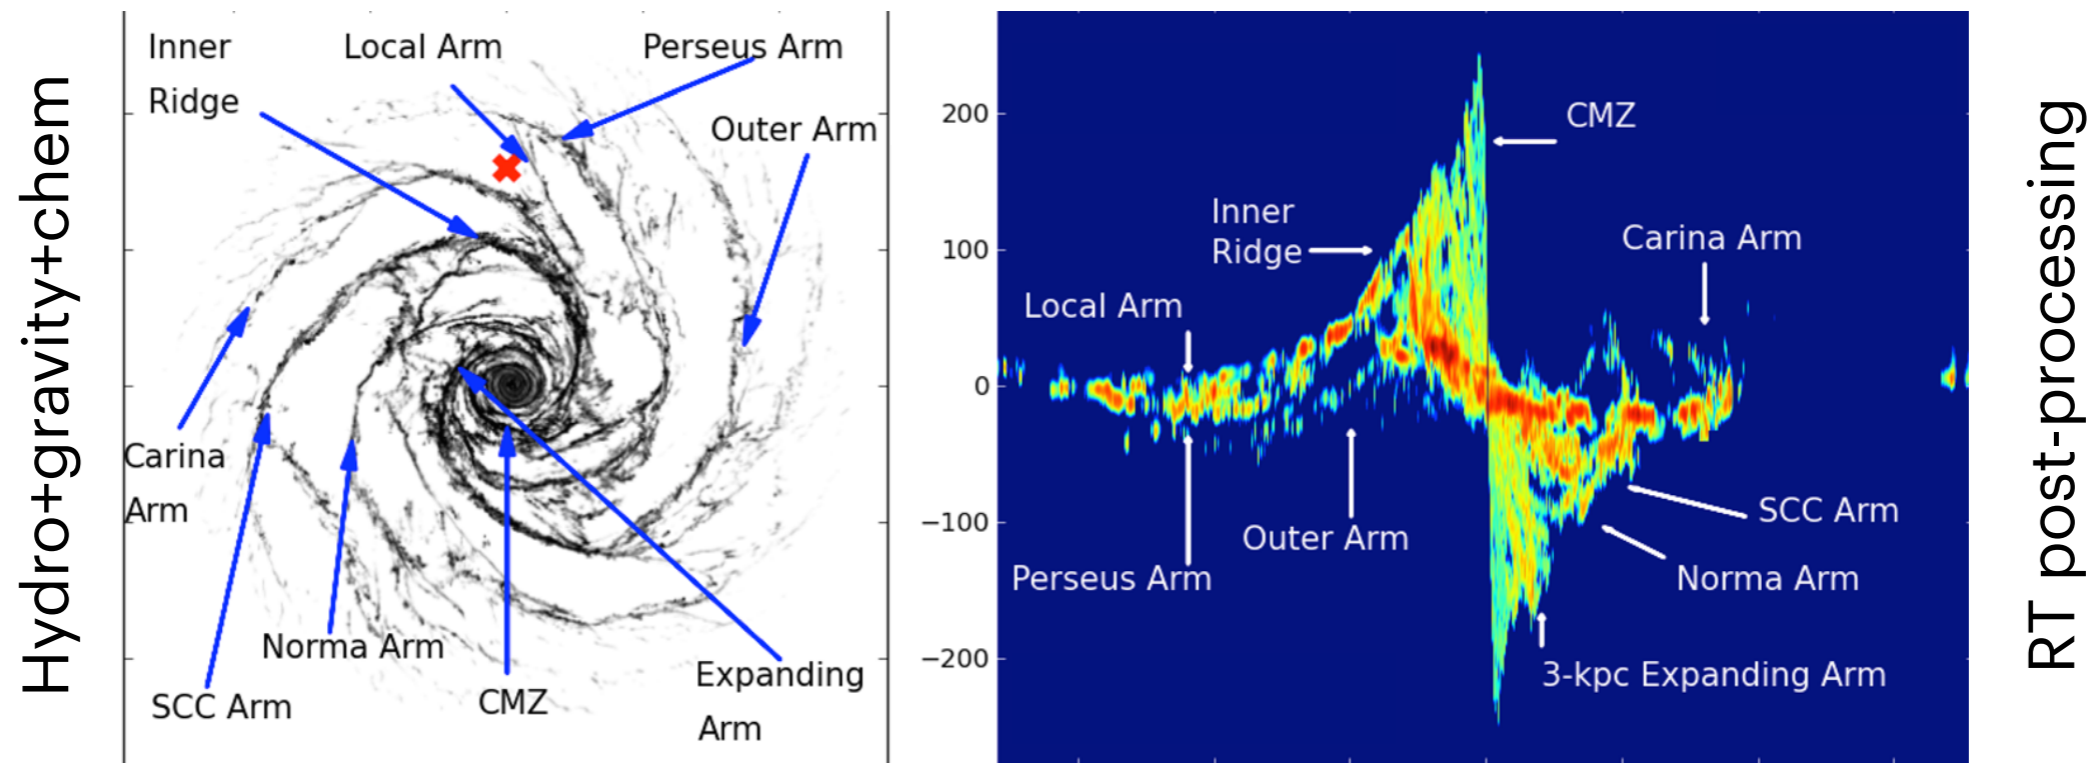 Hydro+gravity+chem
Inner
Ridge
Local Arm
Perseus Arm
Outer Arm
Carina
Arm
Norma Arm
SCC Arm
CMZ
Expanding
Arm
200
100
0
−100
−200
CMZ
Inner
Ridge
Carina Arm
Local Arm
Outer Arm
Perseus Arm
SCC Arm
Norma Arm
3-kpc Expanding Arm
RT post-processing